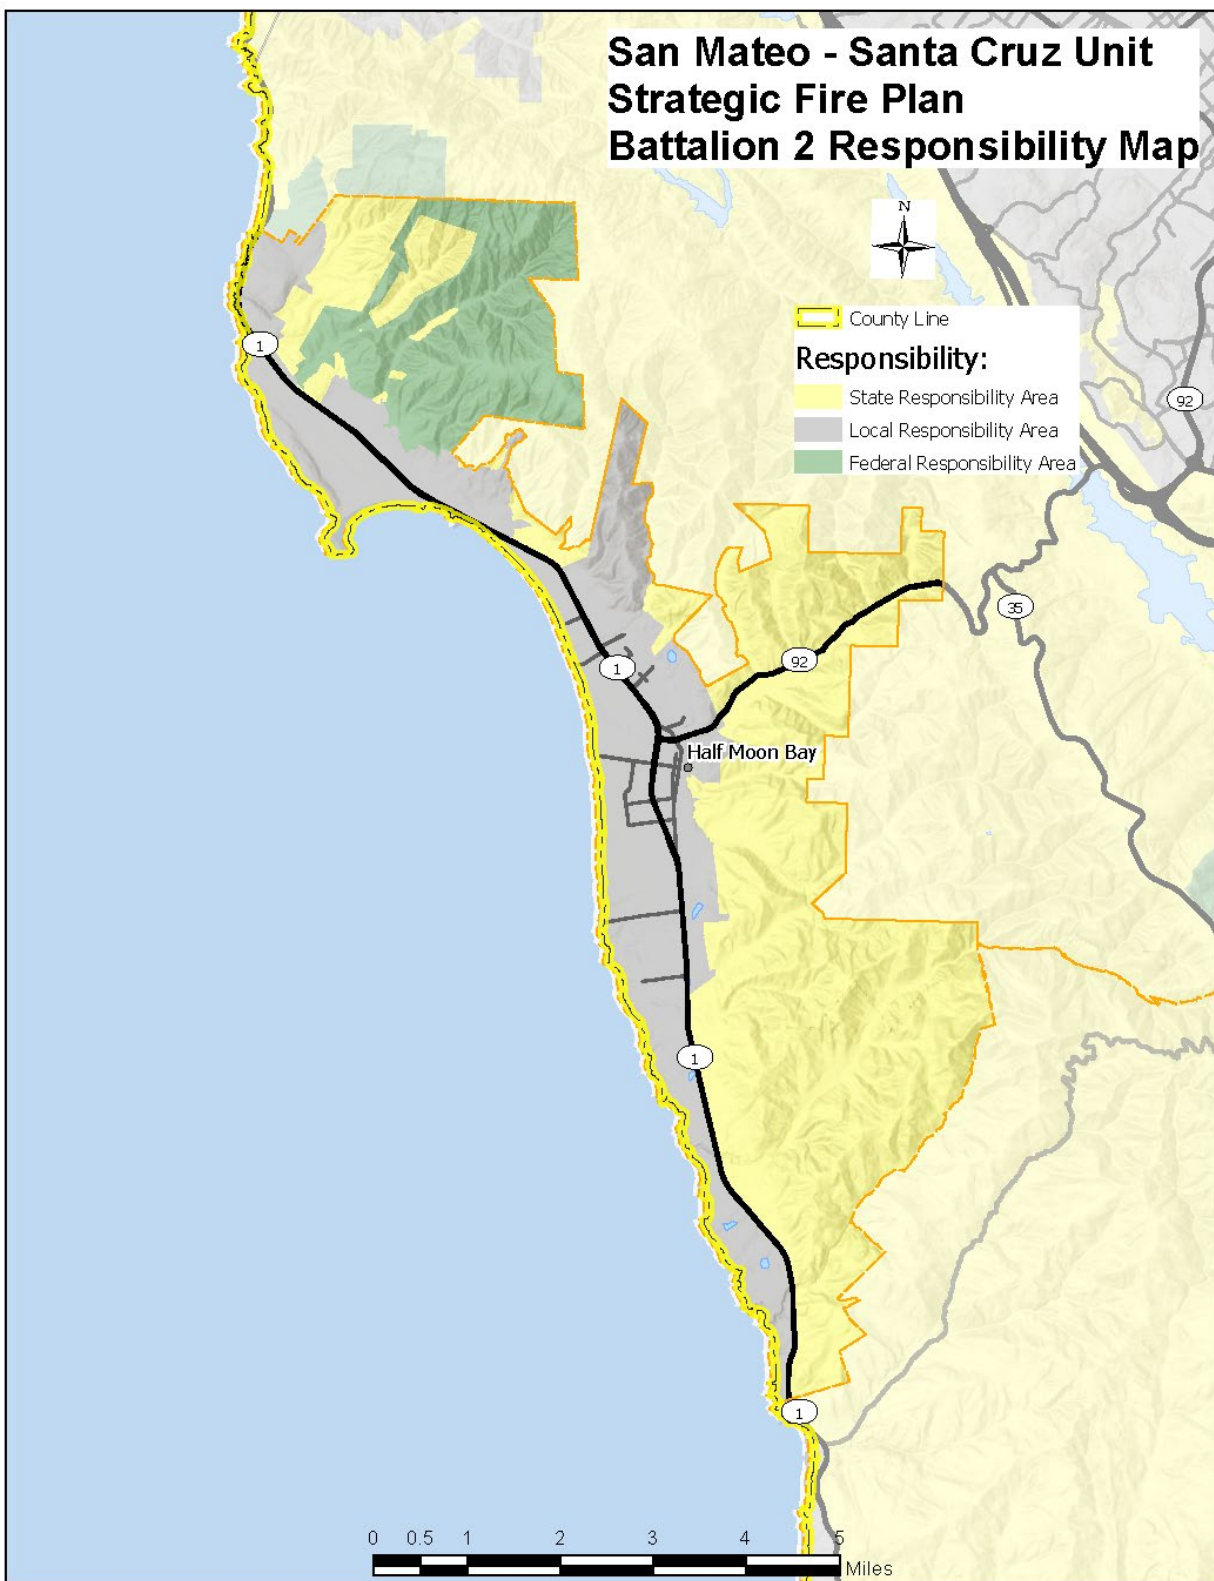 San Mateo - Santa Cruz Unit
Strategic Fire Plan
Battalion 2 Responsibility Map
N
County Line
Responsibility:
State Responsibility Area
Local Responsibility Area
Federal Responsibility Area
1
92
35
92
1
Half Moon Bay
1
1
0 0.5 1 2 3 4 5
Miles